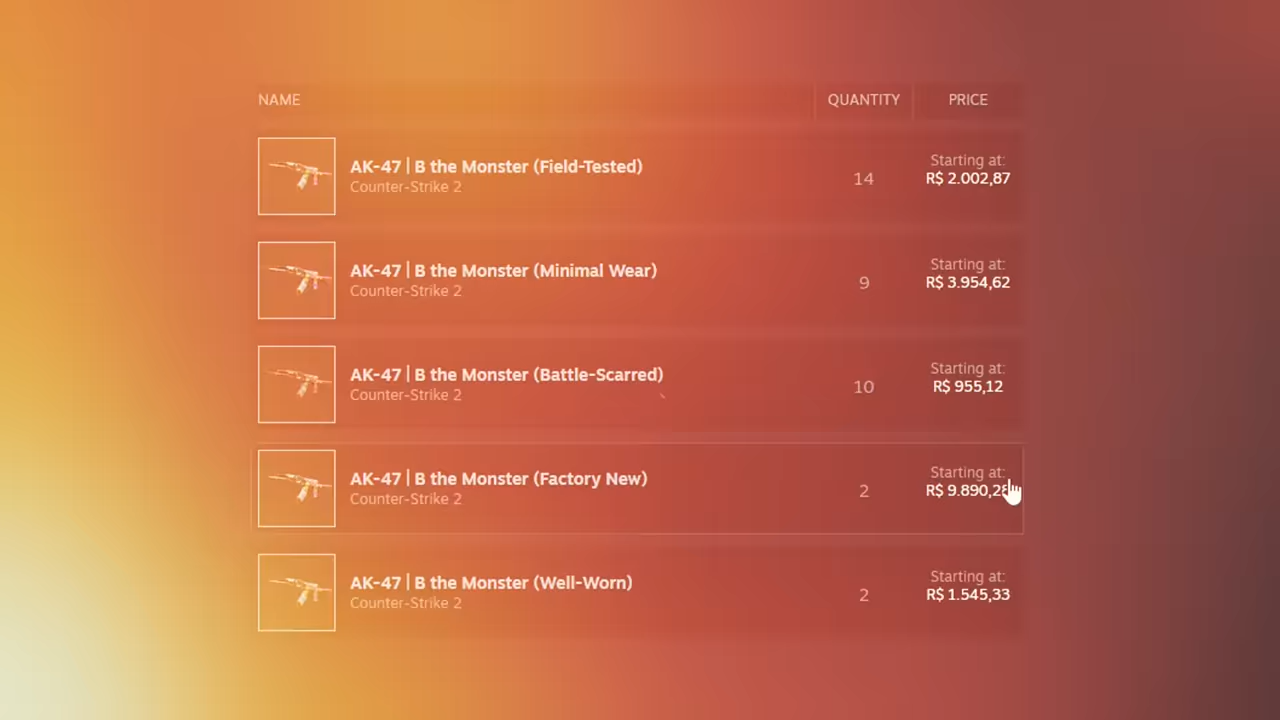 NAME QUANTITY PRICE
AK-47 | B the Monster (Field-Tested)
Counter-Strike 2
14
Starting at:
R$ 2.002,87
AK-47 | B the Monster (Minimal Wear)
Counter-Strike 2
9
Starting at:
R$ 3.954,62
AK-47 | B the Monster (Battle-Scarred)
Counter-Strike 2
10
Starting at:
R$ 955,12
AK-47 | B the Monster (Factory New)
Counter-Strike 2
2
Starting at:
R$
AK-47 | B the Monster (Well-Worn)
Counter-Strike 2
2
Starting at:
R$ 1.545,33